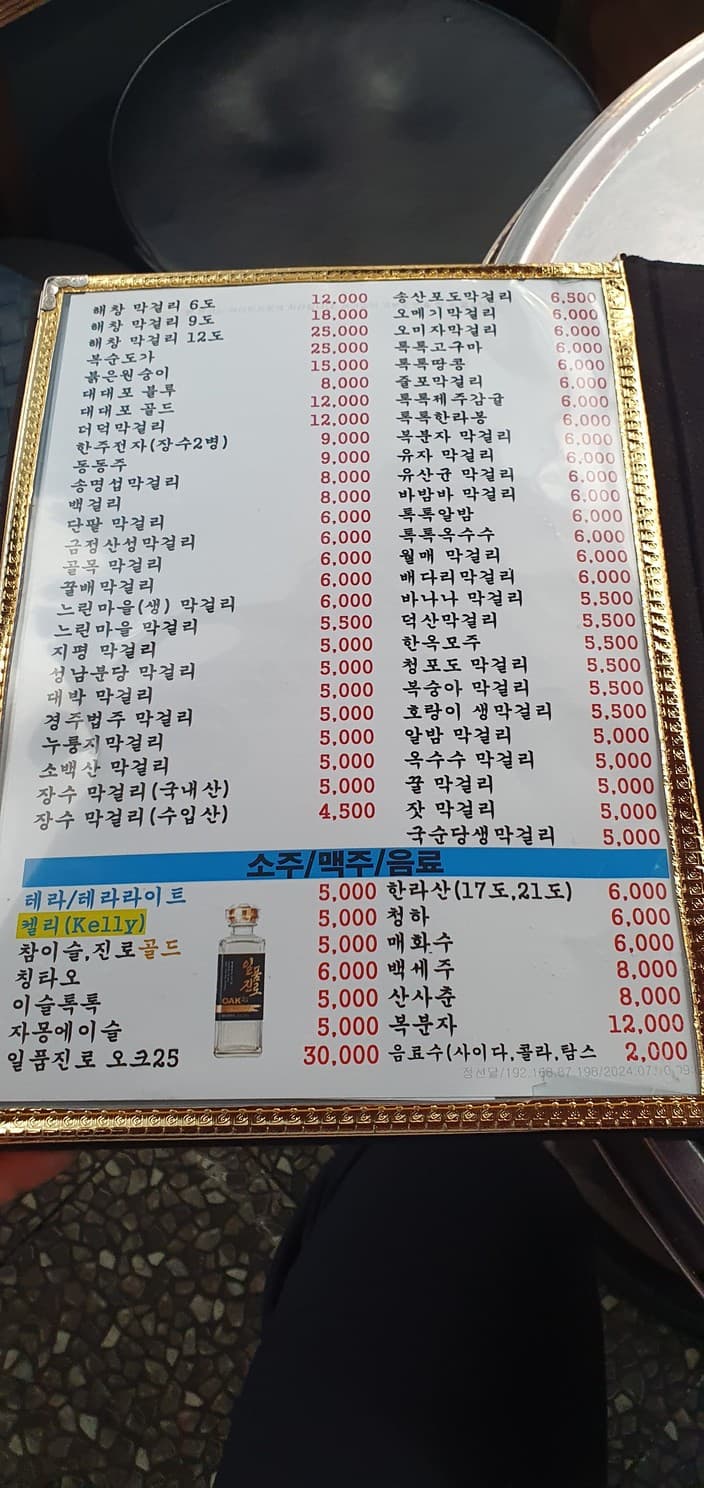 해창 막걸리 6도 12,000
해창 막걸리 9도 18,000
해창 막걸리 12도 25,000
복순도가 25,000
붉은원숭이 15,000
대대포 블루 8,000
대대포 골드 12,000
더덕막걸리 12,000
한주전자(장수2병) 9,000
동동주 9,000
송명섭막걸리 8,000
백걸리 8,000
단팥 막걸리 6,000
금정산성막걸리 6,000
골목 막걸리 6,000
꿀배막걸리 6,000
느린마을(생) 막걸리 6,000
느린마을 막걸리 5,500
지평 막걸리 5,000
성남분당 막걸리 5,000
대박 막걸리 5,000
경주법주 막걸리 5,000
누룽지막걸리 5,000
소백산 막걸리 5,000
장수 막걸리(국내산) 5,000
장수 막걸리(수입산) 4,500
송산포도막걸리 6,500
오메기막걸리 6,000
오미자막걸리 6,000
톡톡고구마 6,000
톡톡땅콩 6,000
줄포막걸리 6,000
톡톡제주감귤 6,000
톡톡한라봉 6,000
복분자 막걸리 6,000
유자 막걸리 6,000
유산균 막걸리 6,000
바밤바 막걸리 6,000
톡톡알밤 6,000
톡톡옥수수 6,000
월매 막걸리 6,000
배다리막걸리 6,000
바나나 막걸리 5,500
덕산막걸리 5,500
한옥모주 5,500
청포도 막걸리 5,500
복숭아 막걸리 5,500
호랑이 생막걸리 5,500
알밤 막걸리 5,000
옥수수 막걸리 5,000
꿀 막걸리 5,000
잣 막걸리 5,000
국순당생막걸리 5,000
소주/맥주/음료
테라/테라라이트 5,000
켈리(Kelly) 5,000
참이슬,진로골드 5,000
칭타오 6,000
이슬톡톡 5,000
자몽에이슬 5,000
일품진로 오크25 30,000
일품
진로
OAK
한라산(17도,21도) 6,000
청하 6,000
매화수 6,000
백세주 8,000
산사춘 8,000
복분자 12,000
음료수(사이다,콜라,탐스 2,000